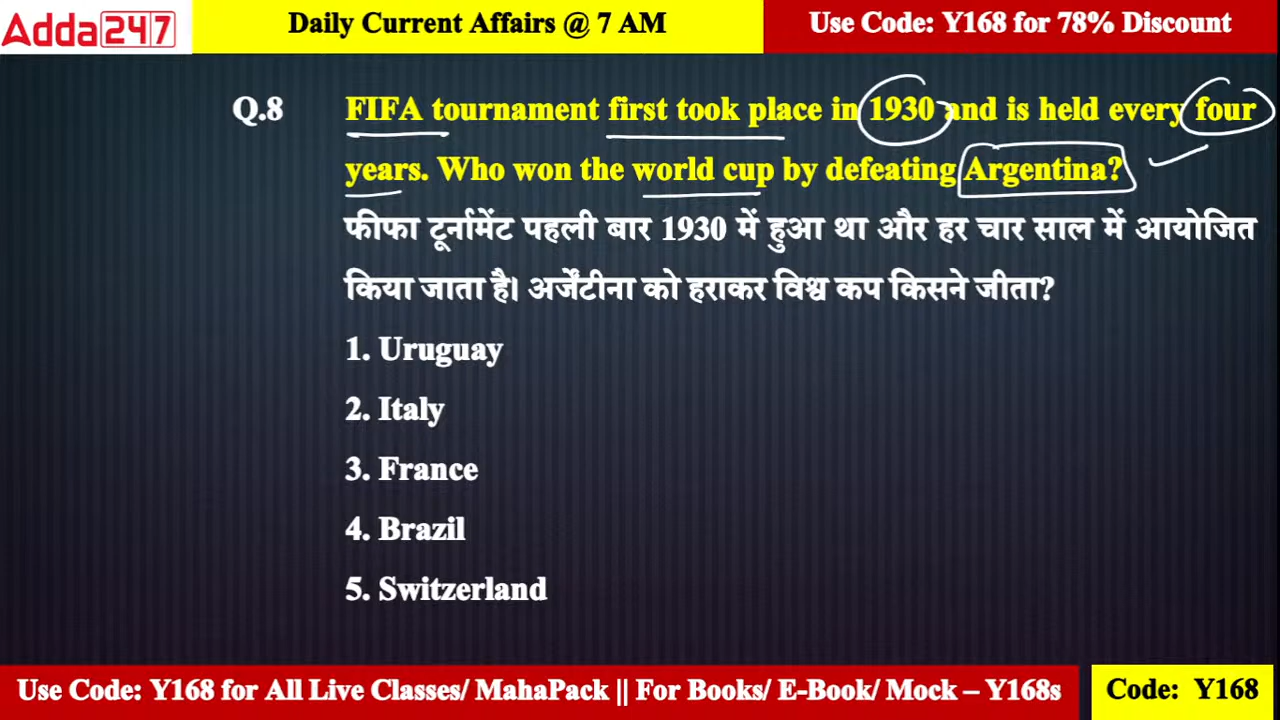 Adda247
Daily Current Affairs @ 7 AM
Use Code: Y168 for 78% Discount
Q.8 FIFA tournament first took place in 1930 and is held every four
years. Who won the world cup by defeating Argentina?
फीफा टूर्नामेंट पहली बार 1930 में हुआ था और हर चार साल में आयोजित
किया जाता है। अर्जेंटीना को हराकर विश्व कप किसने जीता?
1. Uruguay
2. Italy
3. France
4. Brazil
5. Switzerland
Use Code: Y168 for All Live Classes/ MahaPack || For Books/ E-Book/ Mock – Y168s
Code: Y168